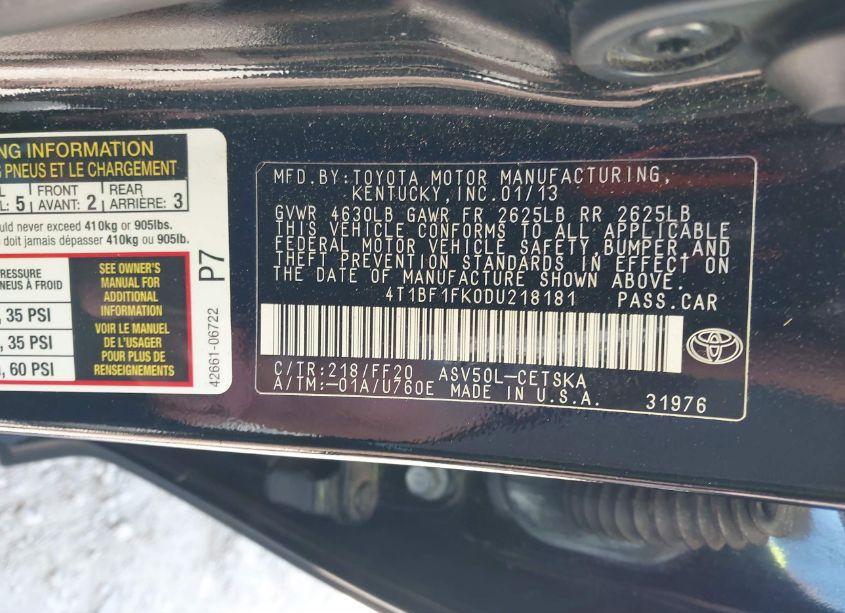 NG INFORMATION
PNEUS ET LE CHARGEMENT
L: 5
FRONT
AVANT: 2
REAR
ARRIÈRE: 3
uld never exceed 410kg or 905lbs.
doit jamais dépasser 410kg ou 905lb.
PRESSURE
NEUS À FROID
, 35 PSI
, 35 PSI
, 60 PSI
SEE OWNER'S
MANUAL FOR
ADDITIONAL
INFORMATION
VOIR LE MANUEL
DE L'USAGER
POUR PLUS DE
RENSEIGNEMENTS
P7
42661-06722
MFD.BY:TOYOTA MOTOR MANUFACTURING,
KENTUCKY,INC.01/13
GVWR 4630LB GAWR FR 2625LB RR 2625LB
THIS VEHICLE CONFORMS TO ALL APPLICABLE
FEDERAL MOTOR VEHICLE SAFETY,BUMPER,AND
THEFT PREVENTION STANDARDS IN EFFECT ON
THE DATE OF MANUFACTURE SHOWN ABOVE.
4T1BF1FK0DU218181 PASS.CAR
C/TR:218/FF20 ASV50L-CETSKA
A/TM:-01A/U760E MADE IN U.S.A. 31976